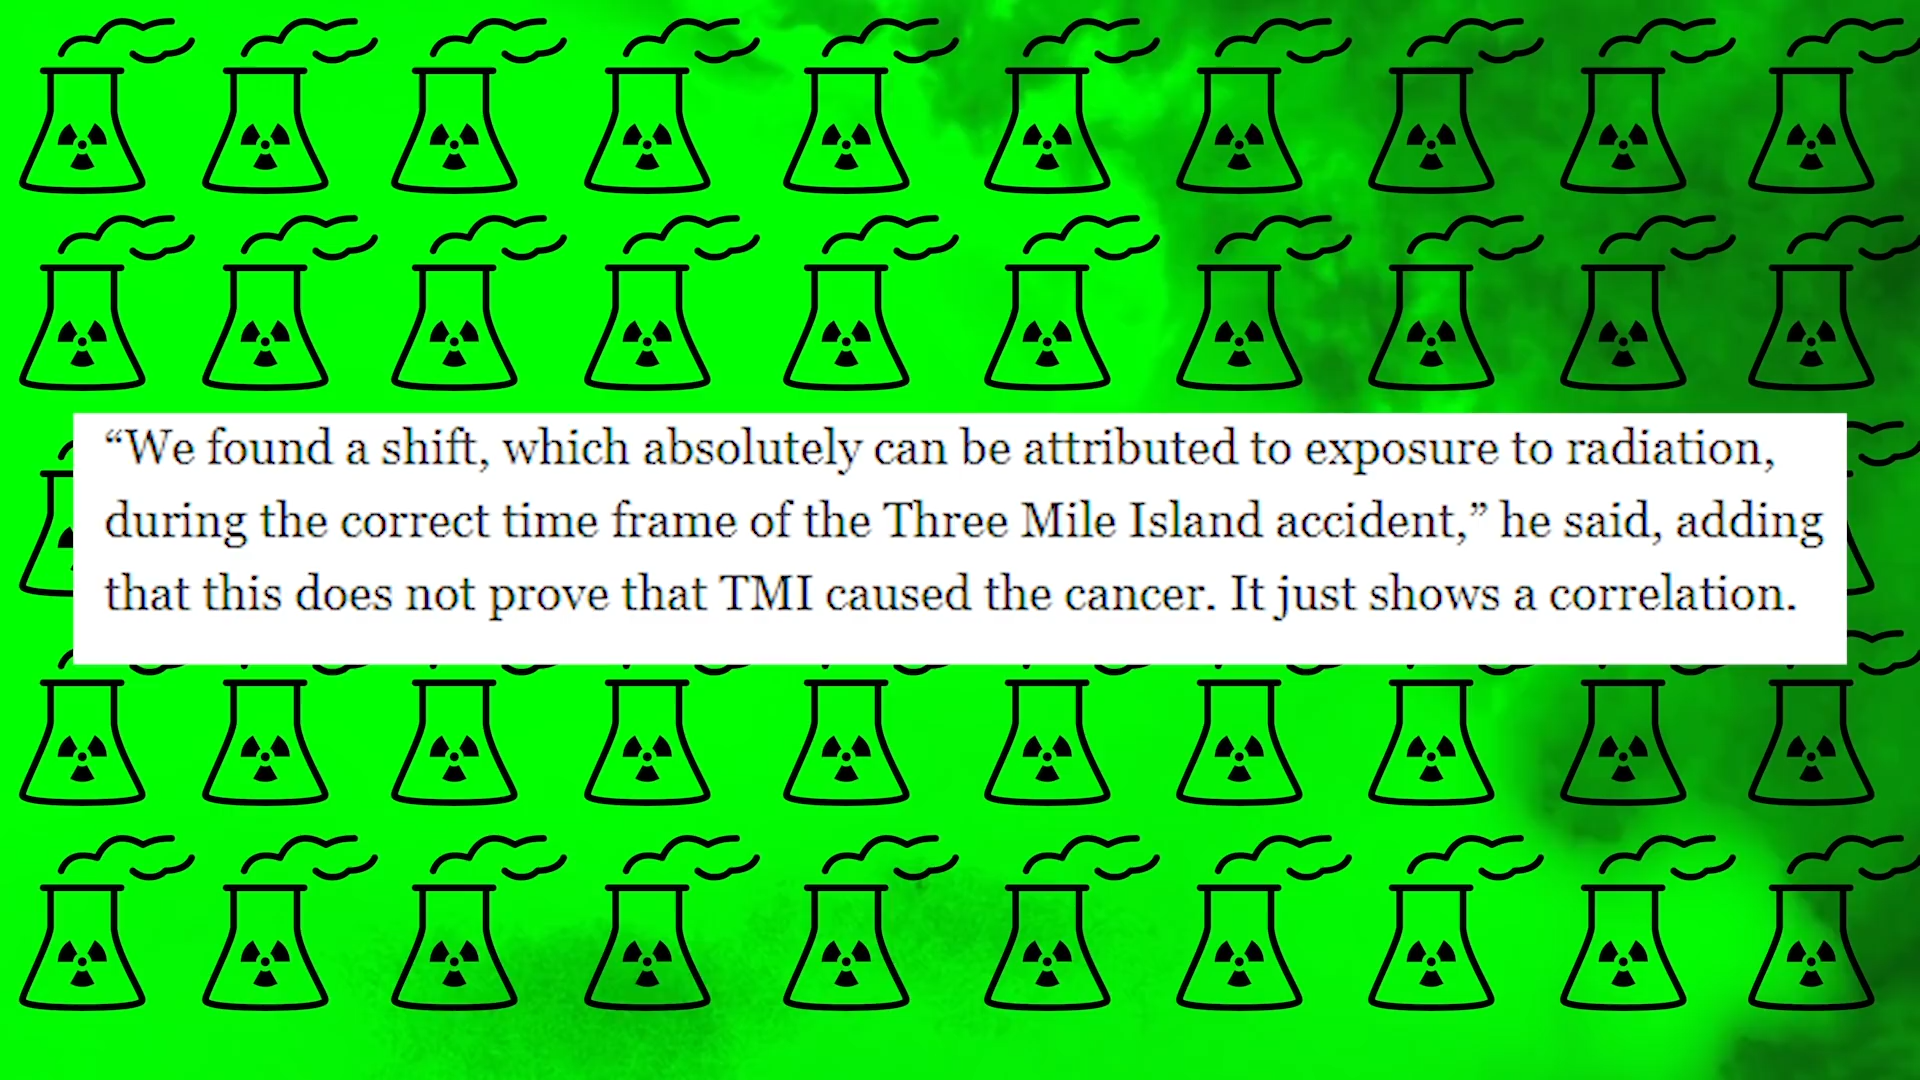 “We found a shift, which absolutely can be attributed to exposure to radiation,
during the correct time frame of the Three Mile Island accident,” he said, adding
that this does not prove that TMI caused the cancer. It just shows a correlation.